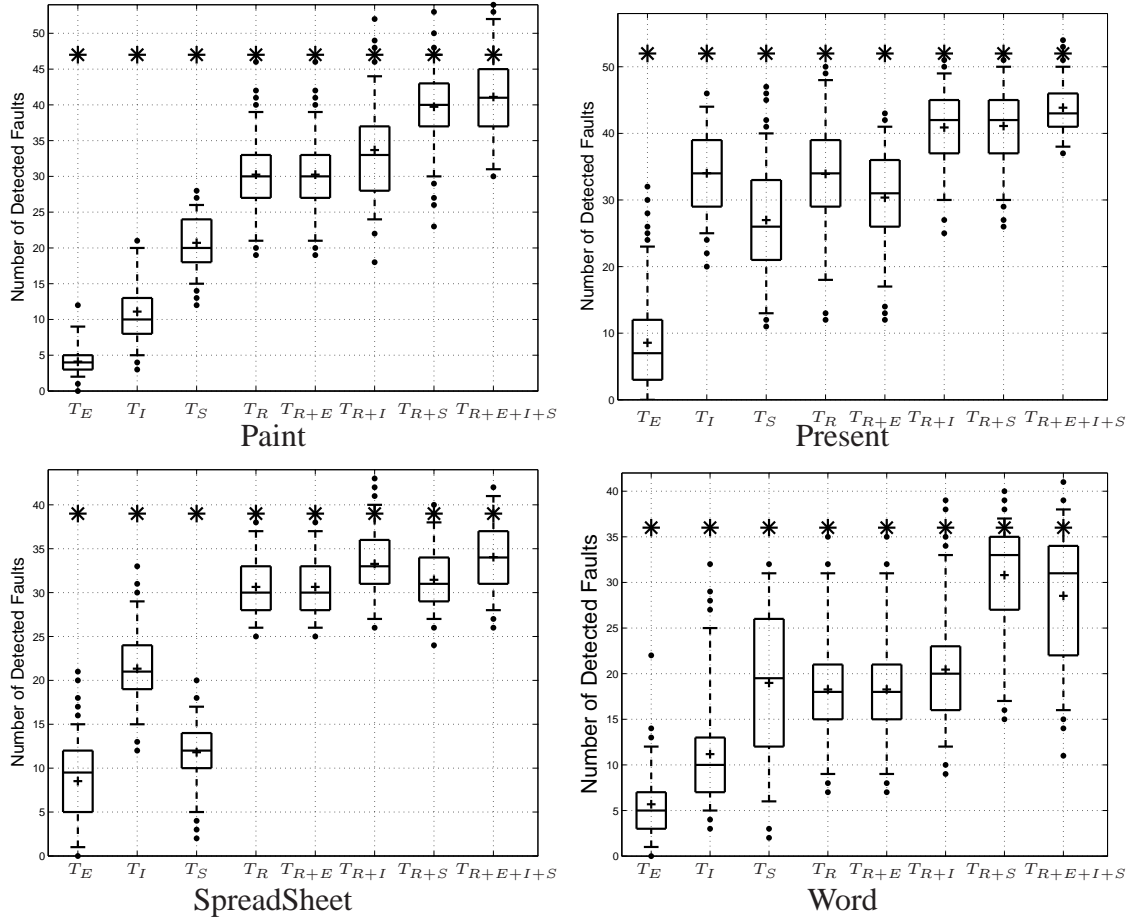 Number of Detected Faults
50
45
40
35
30
25
20
15
10
5
0
T_E T_I T_S T_R T_{R+E} T_{R+I} T_{R+S} T_{R+E+I+S}
Paint
Number of Detected Faults
50
40
30
20
10
0
T_E T_I T_S T_R T_{R+E} T_{R+I} T_{R+S} T_{R+E+I+S}
Present
Number of Detected Faults
40
35
30
25
20
15
10
5
0
T_E T_I T_S T_R T_{R+E} T_{R+I} T_{R+S} T_{R+E+I+S}
SpreadSheet
Number of Detected Faults
40
35
30
25
20
15
10
5
0
T_E T_I T_S T_R T_{R+E} T_{R+I} T_{R+S} T_{R+E+I+S}
Word